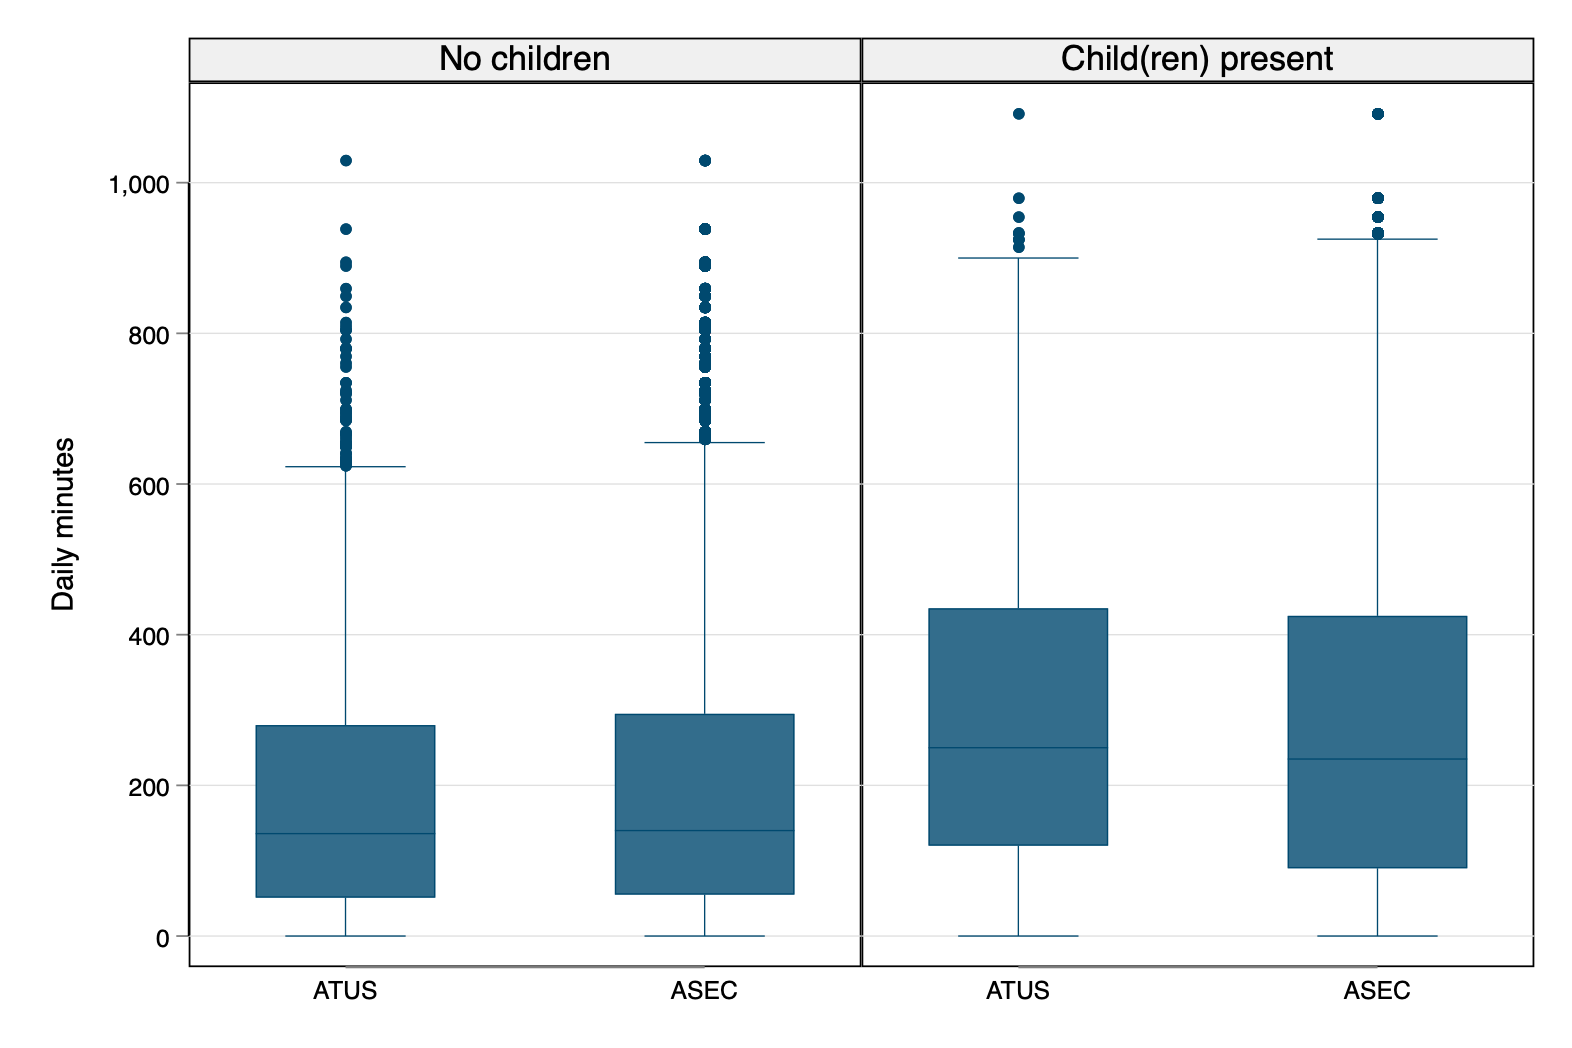 No children
Child(ren) present
Daily minutes
1,000
800
600
400
200
0
ATUS
ASEC
ATUS
ASEC